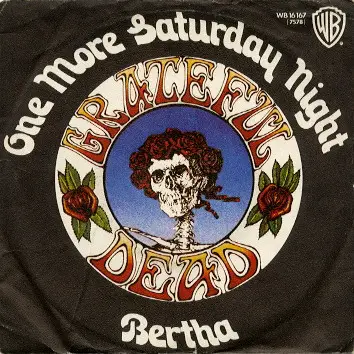 WB 16 167
[7578]
WB
One More Saturday Night
GRATEFUL
DEAD
Bertha